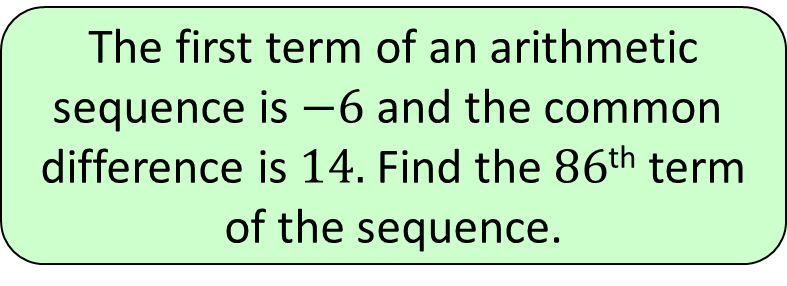 The first term of an arithmetic
sequence is −6 and the common
difference is 14. Find the 86th term
of the sequence.